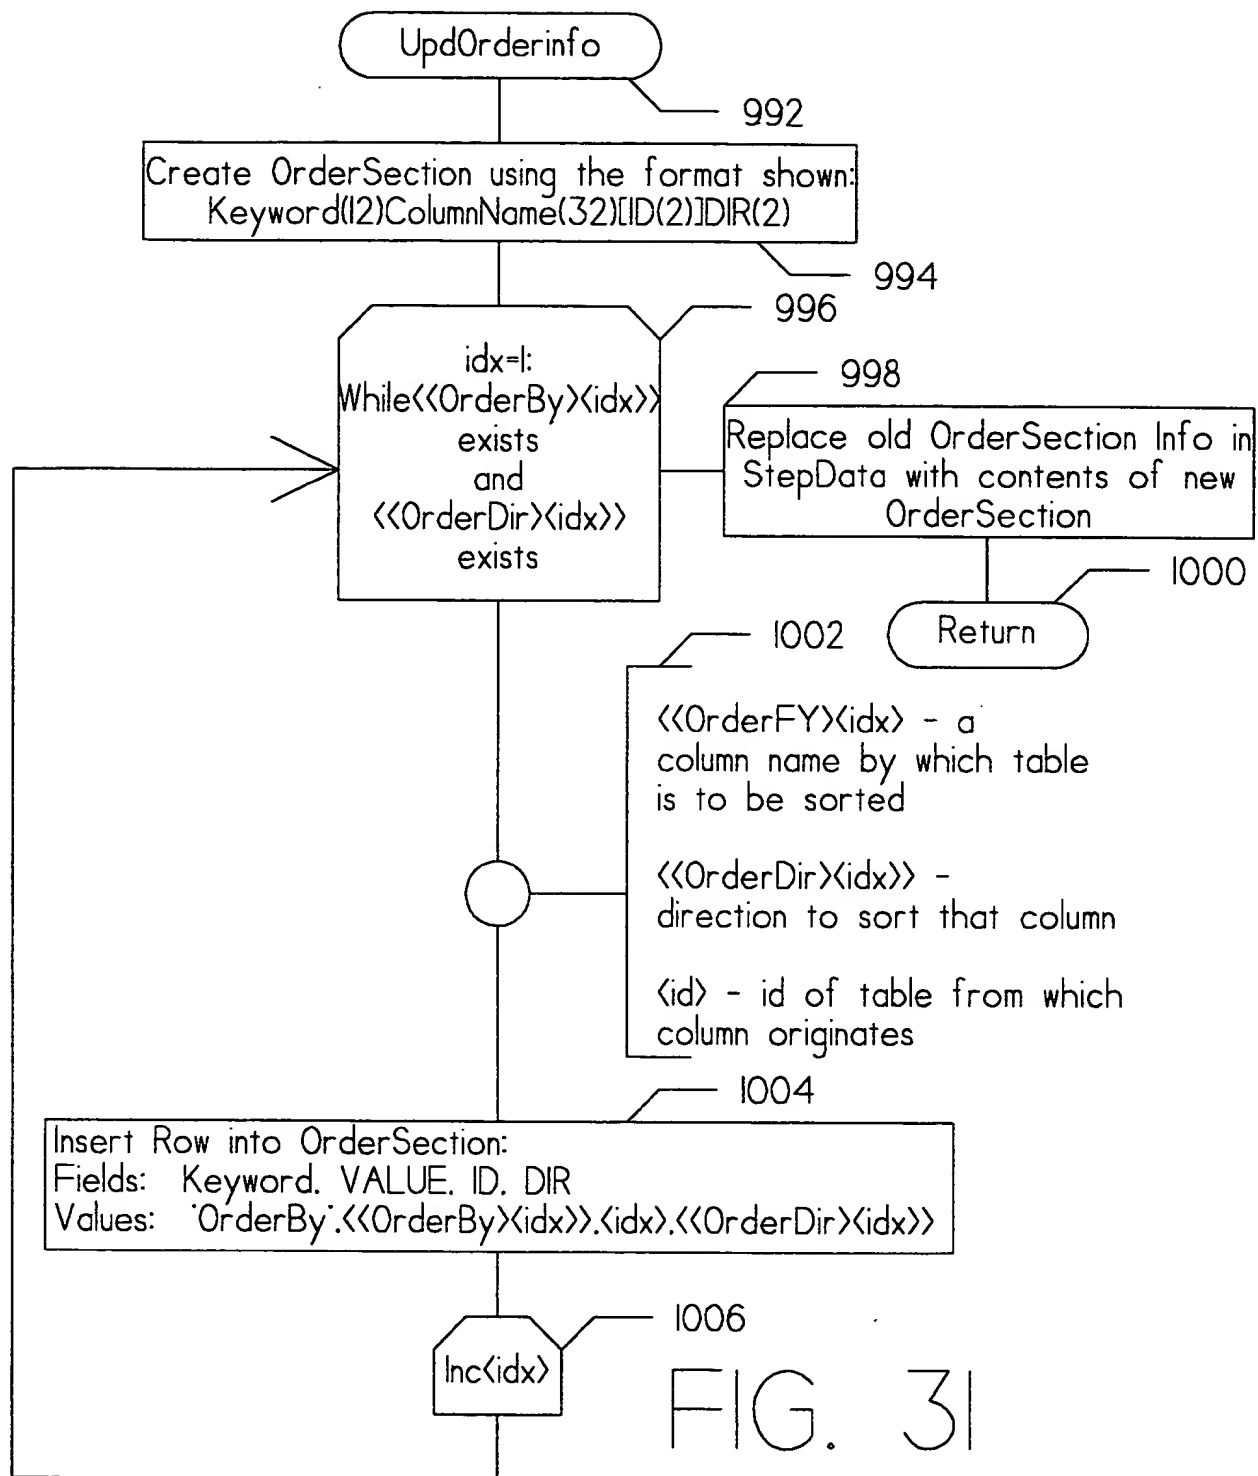 UpdOrderinfo
992
Create OrderSection using the format shown:
Keyword(12)ColumnName(32)[ID(2)]DIR(2)
994
996
idx=1:
While<<OrderBy><idx>>
exists
and
<<OrderDir><idx>>
exists
998
Replace old OrderSection Info in
StepData with contents of new
OrderSection
1000
Return
1002
<<OrderFY><idx> - a
column name by which table
is to be sorted
<<OrderDir><idx>> -
direction to sort that column
<id> - id of table from which
column originates
1004
Insert Row into OrderSection:
Fields: Keyword, VALUE, ID, DIR
Values: 'OrderBy',<<OrderBy><idx>>,<idx>,<<OrderDir><idx>>
1006
Inc<idx>
FIG. 31